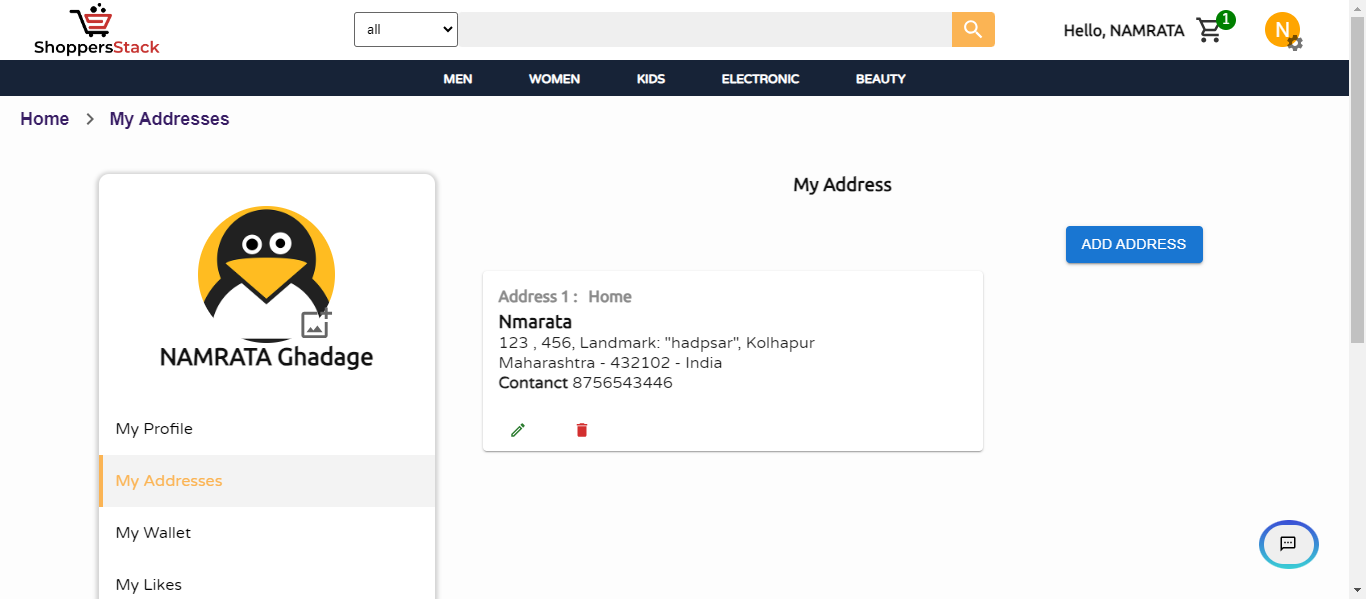 ShoppersStack
all
Hello, NAMRATA
1
N
MEN WOMEN KIDS ELECTRONIC BEAUTY
Home > My Addresses
My Address
ADD ADDRESS
NAMRATA Ghadage
My Profile
My Addresses
My Wallet
My Likes
Address 1 : Home
Nmarata
123 , 456, Landmark: "hadpsar", Kolhapur
Maharashtra - 432102 - India
Contanct 8756543446